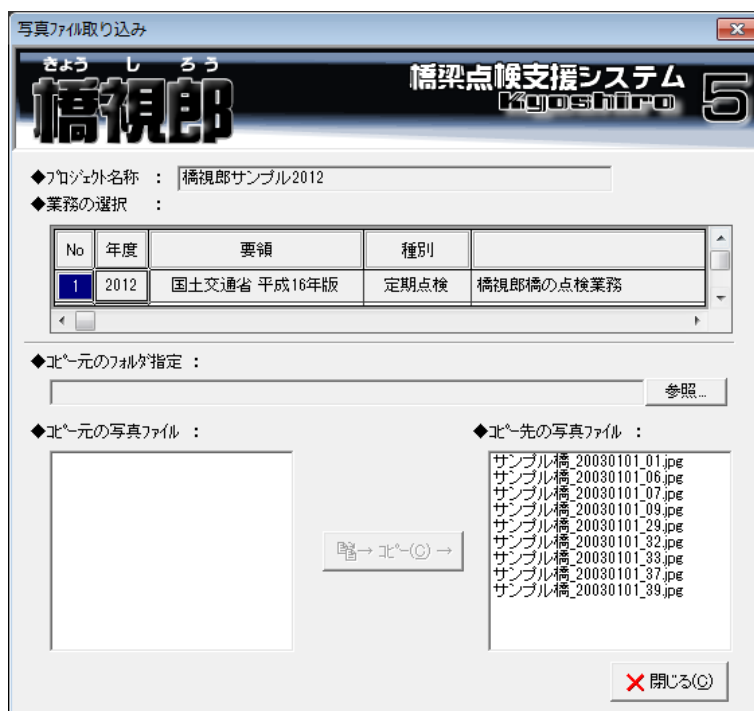 写真ﾌｧｲﾙ取り込み
きょう し ろう
橋視郎
橋梁点検支援システム
Kyoshiro 5
◆ﾌﾟﾛｼﾞｪｸﾄ名称 ： 橋視郎サンプル2012
◆業務の選択 ：
No 年度 要領 種別
1 2012 国土交通省 平成16年版 定期点検 橋視郎橋の点検業務
◆ｺﾋﾟｰ元のﾌｫﾙﾀﾞ指定 ：
参照...
◆ｺﾋﾟｰ元の写真ﾌｧｲﾙ ：
◆ｺﾋﾟｰ先の写真ﾌｧｲﾙ ：
サンプル橋_20030101_01.jpg
サンプル橋_20030101_06.jpg
サンプル橋_20030101_07.jpg
サンプル橋_20030101_09.jpg
サンプル橋_20030101_29.jpg
サンプル橋_20030101_32.jpg
サンプル橋_20030101_33.jpg
サンプル橋_20030101_37.jpg
サンプル橋_20030101_39.jpg
→ ｺﾋﾟｰ(C) →
閉じる(C)